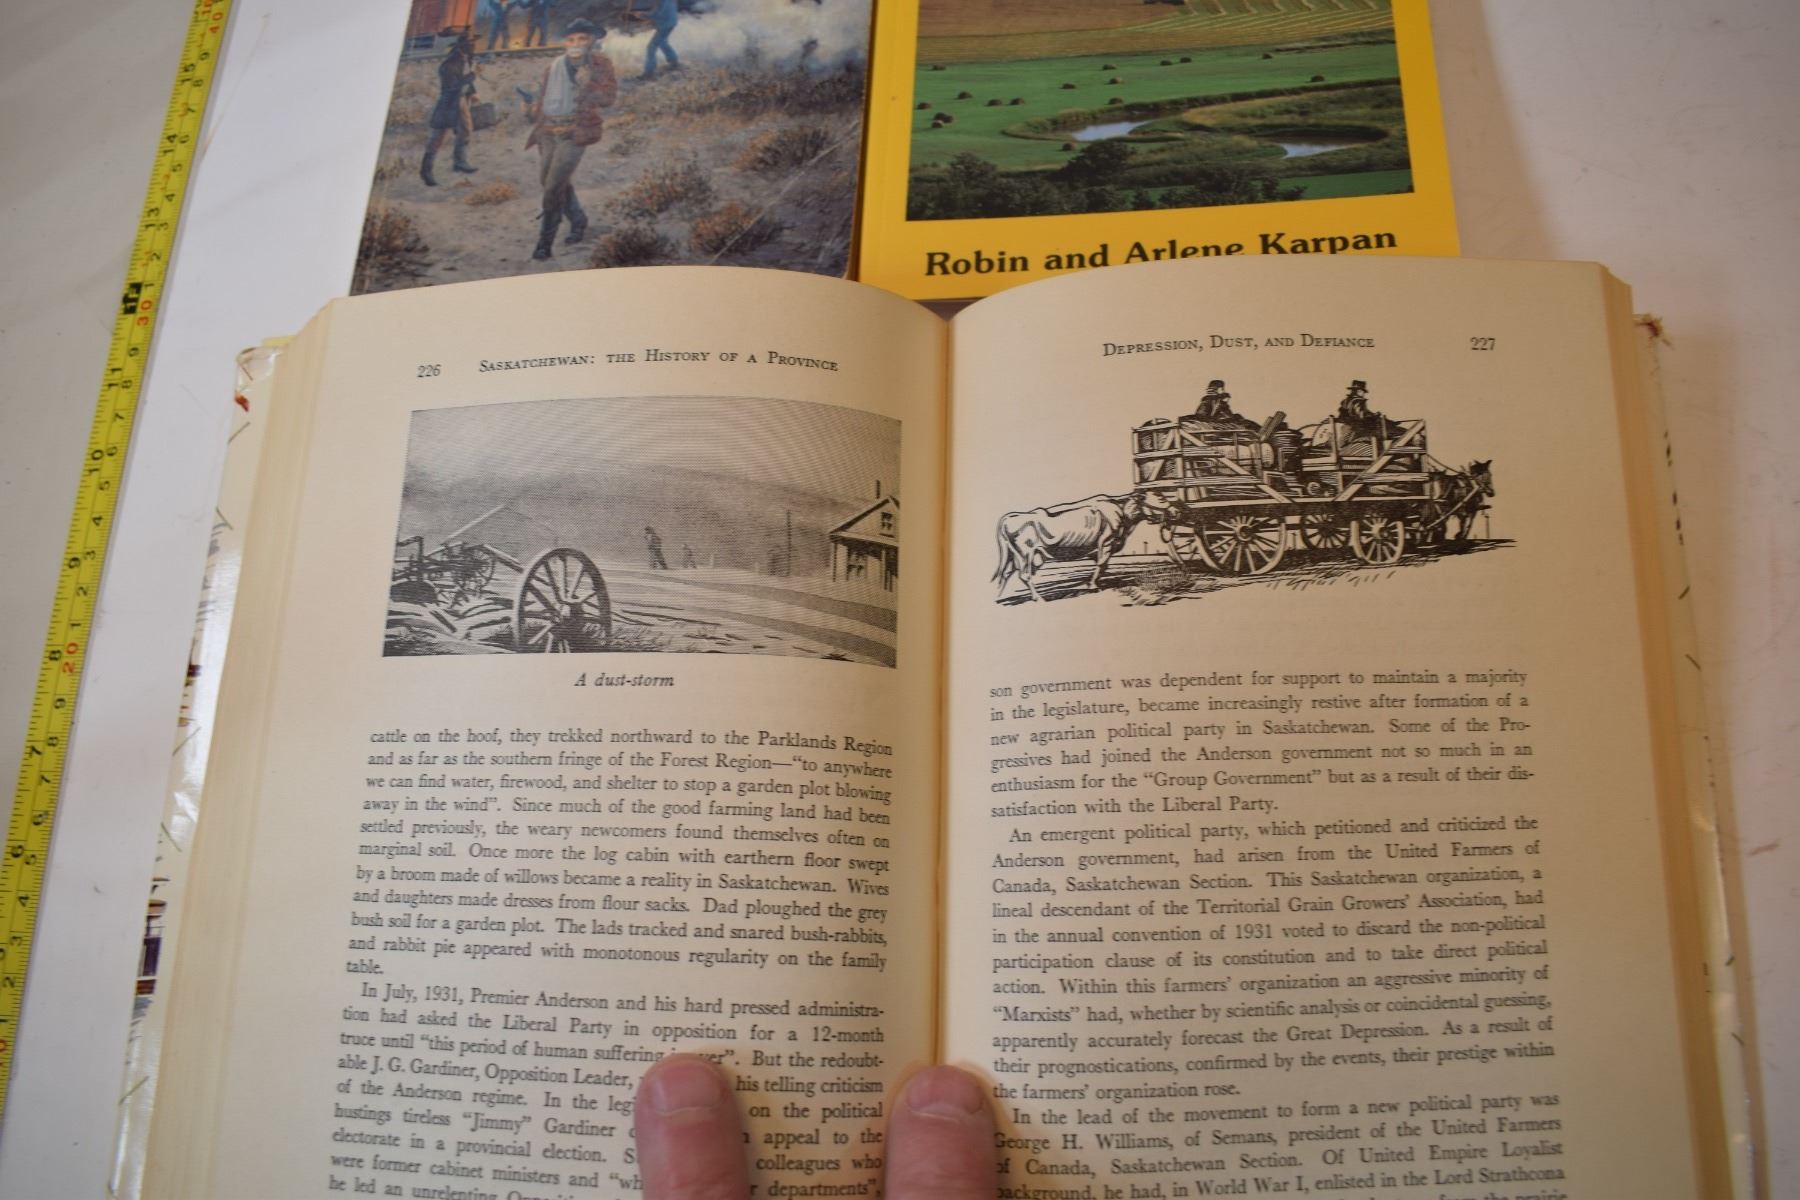 Robin and Arlene Karpan
226 SASKATCHEWAN: THE HISTORY OF A PROVINCE
A dust-storm
cattle on the hoof, they trekked northward to the Parklands Region
and as far as the southern fringe of the Forest Region—“to anywhere
we can find water, firewood, and shelter to stop a garden plot blowing
away in the wind”. Since much of the good farming land had been
settled previously, the weary newcomers found themselves often on
marginal soil. Once more the log cabin with earthern floor swept
by a broom made of willows became a reality in Saskatchewan. Wives
and daughters made dresses from flour sacks. Dad ploughed the grey
bush soil for a garden plot. The lads tracked and snared bush-rabbits,
and rabbit pie appeared with monotonous regularity on the family
table.
In July, 1931, Premier Anderson and his hard pressed administra-
tion had asked the Liberal Party in opposition for a 12-month
truce until “this period of human suffering is over”. But the redoubt-
able J. G. Gardiner, Opposition Leader, his telling criticism
of the Anderson regime. In the on the political
hustings tireless “Jimmy” Gardiner appeal to the
electorate in a provincial election. colleagues who
were former cabinet ministers and departments”,
he led an unrelenting
DEPRESSION, DUST, AND DEFIANCE 227
son government was dependent for support to maintain a majority
in the legislature, became increasingly restive after formation of a
new agrarian political party in Saskatchewan. Some of the Pro-
gressives had joined the Anderson government not so much in an
enthusiasm for the “Group Government” but as a result of their dis-
satisfaction with the Liberal Party.
An emergent political party, which petitioned and criticized the
Anderson government, had arisen from the United Farmers of
Canada, Saskatchewan Section. This Saskatchewan organization, a
lineal descendant of the Territorial Grain Growers’ Association, had
in the annual convention of 1931 voted to discard the non-political
participation clause of its constitution and to take direct political
action. Within this farmers’ organization an aggressive minority of
“Marxists” had, whether by scientific analysis or coincidental guessing,
apparently accurately forecast the Great Depression. As a result of
their prognostications, confirmed by the events, their prestige within
the farmers’ organization rose.
In the lead of the movement to form a new political party was
George H. Williams, of Semans, president of the United Farmers
of Canada, Saskatchewan Section. Of United Empire Loyalist
background, he had, in World War I, enlisted in the Lord Strathcona